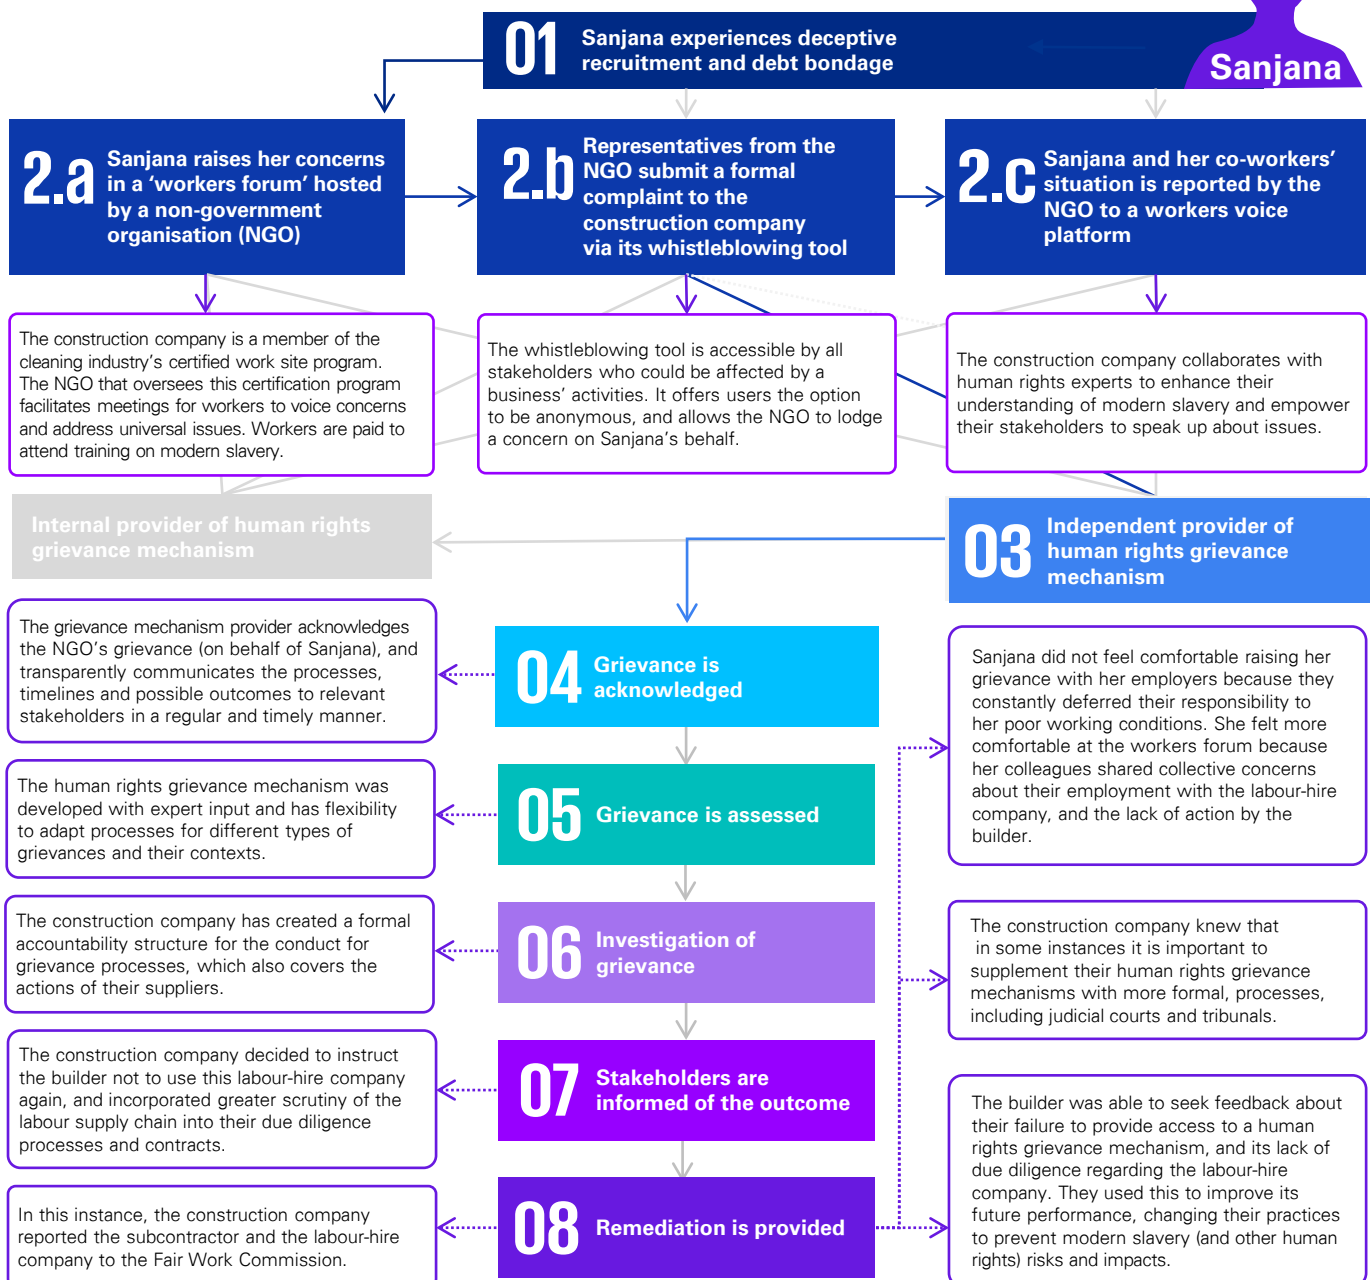 01
Sanjana experiences deceptive
recruitment and debt bondage
Sanjana
2.a
Sanjana raises her concerns
in a ‘workers forum’ hosted
by a non-government
organisation (NGO)
2.b
Representatives from the
NGO submit a formal
complaint to the
construction company
via its whistleblowing tool
2.c
Sanjana and her co-workers’
situation is reported by the
NGO to a workers voice
platform
The construction company is a member of the
cleaning industry’s certified work site program.
The NGO that oversees this certification program
facilitates meetings for workers to voice concerns
and address universal issues. Workers are paid to
attend training on modern slavery.
The whistleblowing tool is accessible by all
stakeholders who could be affected by a
business’ activities. It offers users the option
to be anonymous, and allows the NGO to lodge
a concern on Sanjana’s behalf.
The construction company collaborates with
human rights experts to enhance their
understanding of modern slavery and empower
their stakeholders to speak up about issues.
Internal provider of human rights
grievance mechanism
03
Independent provider of
human rights grievance
mechanism
The grievance mechanism provider acknowledges
the NGO’s grievance (on behalf of Sanjana), and
transparently communicates the processes,
timelines and possible outcomes to relevant
stakeholders in a regular and timely manner.
04
Grievance is
acknowledged
Sanjana did not feel comfortable raising her
grievance with her employers because they
constantly deferred their responsibility to
her poor working conditions. She felt more
comfortable at the workers forum because
her colleagues shared collective concerns
about their employment with the labour-hire
company, and the lack of action by the
builder.
The human rights grievance mechanism was
developed with expert input and has flexibility
to adapt processes for different types of
grievances and their contexts.
05
Grievance is assessed
The construction company has created a formal
accountability structure for the conduct for
grievance processes, which also covers the
actions of their suppliers.
06
Investigation of
grievance
The construction company knew that
in some instances it is important to
supplement their human rights grievance
mechanisms with more formal, processes,
including judicial courts and tribunals.
The construction company decided to instruct
the builder not to use this labour-hire company
again, and incorporated greater scrutiny of the
labour supply chain into their due diligence
processes and contracts.
07
Stakeholders are
informed of the outcome
The builder was able to seek feedback about
their failure to provide access to a human
rights grievance mechanism, and its lack of
due diligence regarding the labour-hire
company. They used this to improve its
future performance, changing their practices
to prevent modern slavery (and other human
rights) risks and impacts.
In this instance, the construction company
reported the subcontractor and the labour-hire
company to the Fair Work Commission.
08
Remediation is provided